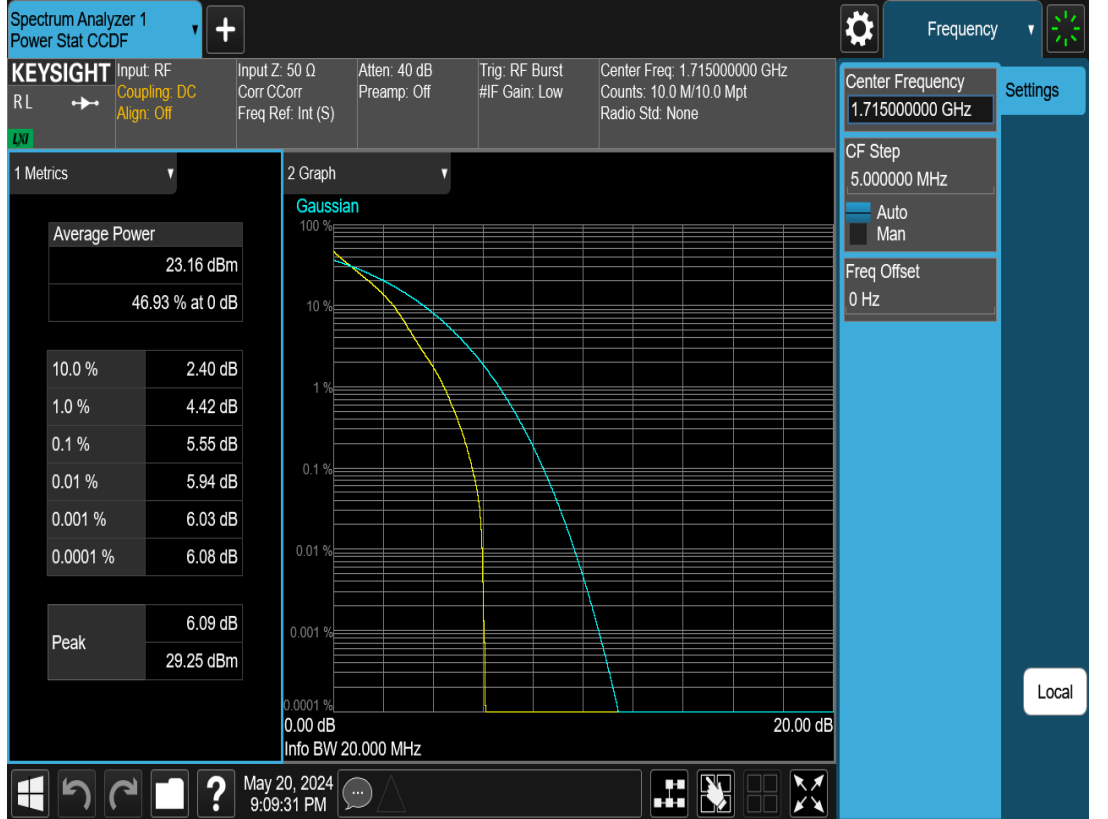 Spectrum Analyzer 1
Power Stat CCDF
+
Frequency
KEYSIGHT
RL
LXI
Input: RF
Coupling: DC
Align: Off
Input Z: 50 Ω
Corr CCorr
Freq Ref: Int (S)
Atten: 40 dB
Preamp: Off
Trig: RF Burst
#IF Gain: Low
Center Freq: 1.715000000 GHz
Counts: 10.0 M/10.0 Mpt
Radio Std: None
Center Frequency
1.715000000 GHz
Settings
CF Step
5.000000 MHz
Auto
Man
Freq Offset
0 Hz
1 Metrics
Average Power
23.16 dBm
46.93 % at 0 dB
10.0 % 2.40 dB
1.0 % 4.42 dB
0.1 % 5.55 dB
0.01 % 5.94 dB
0.001 % 6.03 dB
0.0001 % 6.08 dB
Peak
6.09 dB
29.25 dBm
2 Graph
Gaussian
100 %
10 %
1 %
0.1 %
0.01 %
0.001 %
0.0001 %
0.00 dB 20.00 dB
Info BW 20.000 MHz
Local
?
May 20, 2024
9:09:31 PM